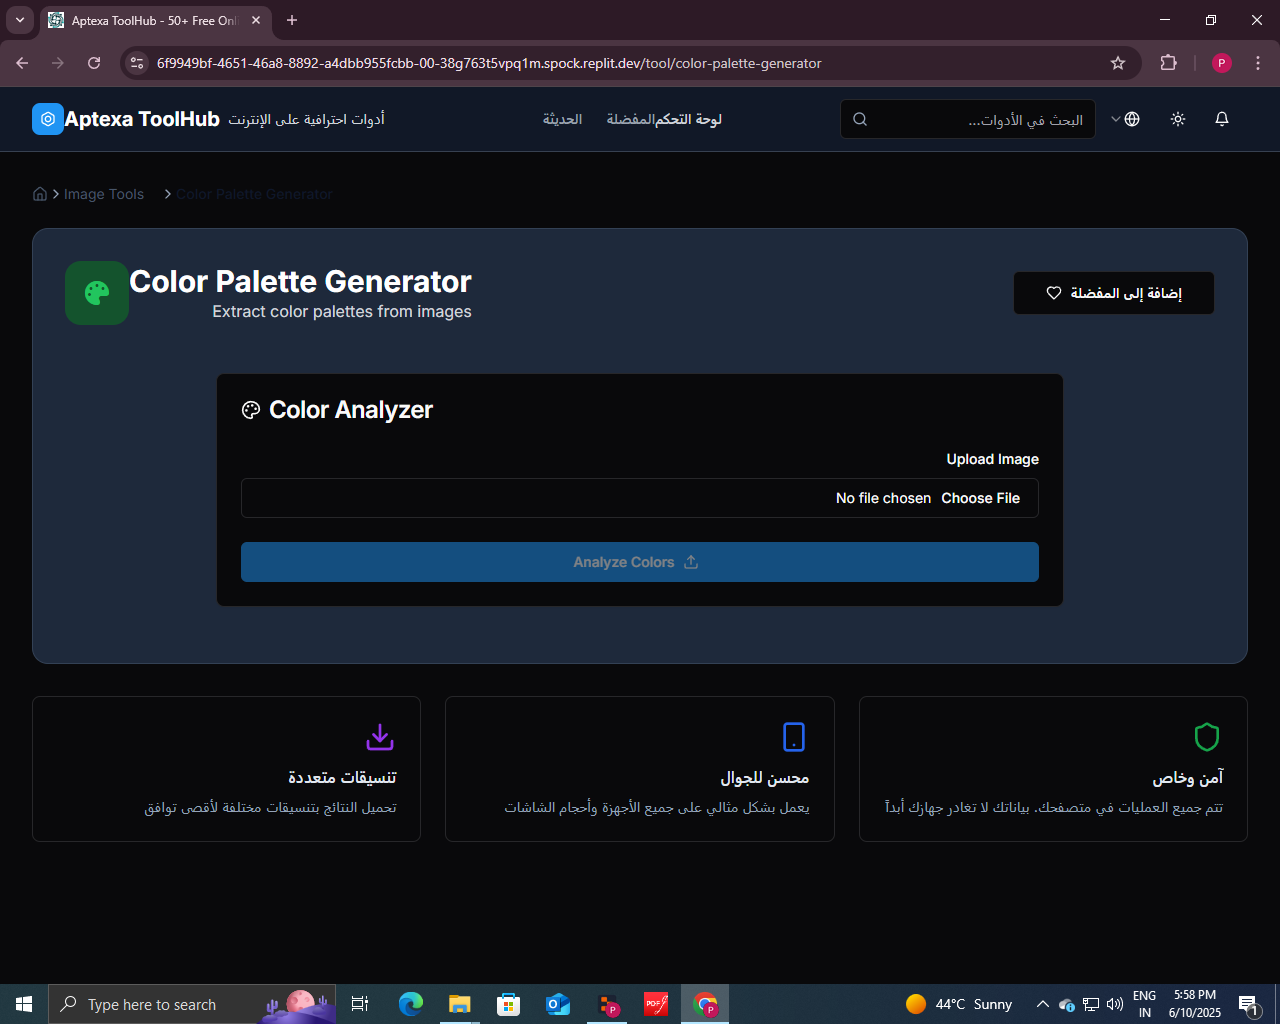 Aptexa ToolHub - 50+ Free Onl
6f9949bf-4651-46a8-8892-a4dbb955fcbb-00-38g763t5vpq1m.spock.replit.dev/tool/color-palette-generator
P
Aptexa ToolHub
أدوات احترافية على الإنترنت
الحديثة
المفضلة
لوحة التحكم
البحث في الأدوات...
Image Tools
Color Palette Generator
Color Palette Generator
Extract color palettes from images
إضافة إلى المفضلة
Color Analyzer
Upload Image
No file chosen Choose File
Analyze Colors
آمن وخاص
تتم جميع العمليات في متصفحك. بياناتك لا تغادر جهازك أبداً
محسن للجوال
يعمل بشكل مثالي على جميع الأجهزة وأحجام الشاشات
تنسيقات متعددة
تحميل النتائج بتنسيقات مختلفة لأقصى توافق
Type here to search
P
PDF
P
44°C Sunny
ENG
IN
5:58 PM
6/10/2025
1